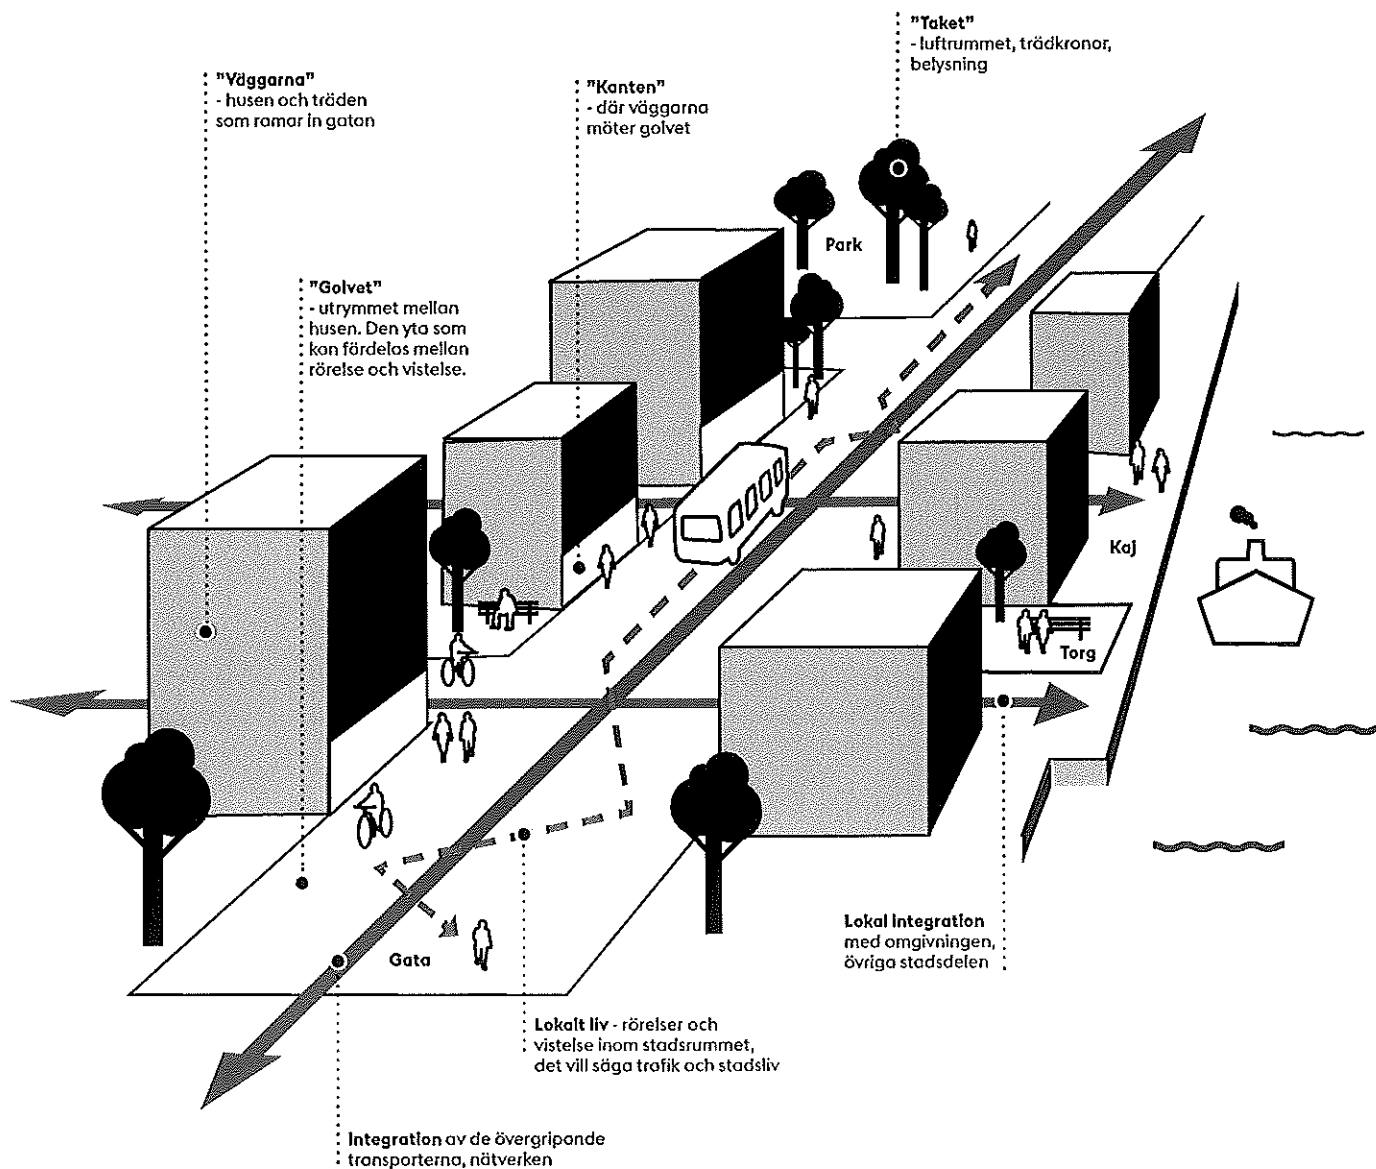 "Taket"
- luftrummet, trädkronor,
belysning
"Väggarna"
- husen och träden
som ramar in gatan
"Kanten"
- där väggarna
möter golvet
"Golvet"
- utrymmet mellan
husen. Den yta som
kan fördelas mellan
rörelse och vistelse.
Park
Kaj
Torg
Gata
Lokal integration
med omgivningen,
övriga stadsdelen
Lokalt liv - rörelser och
vistelse inom stadsrummet,
det vill säga trafik och stadsliv
Integration av de övergripande
transporterna, nätverken